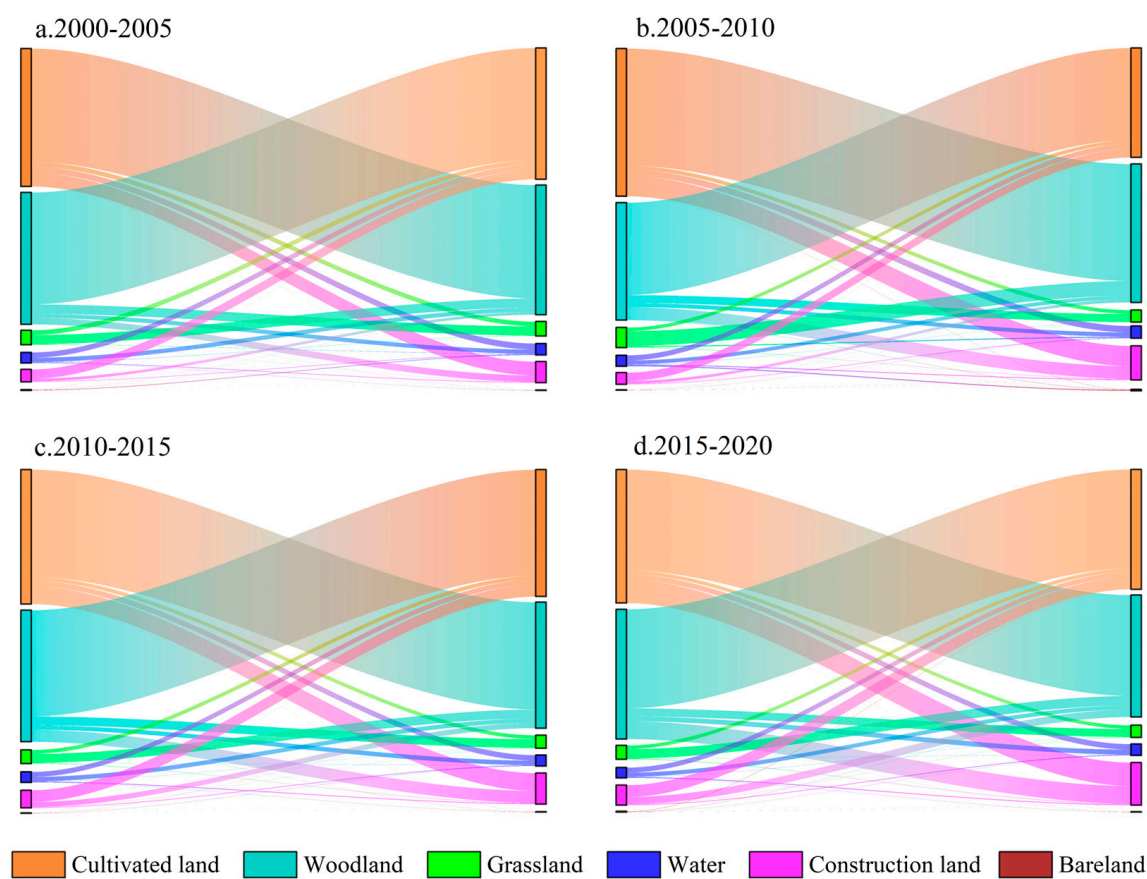 a.2000-2005
b.2005-2010
c.2010-2015
d.2015-2020
Cultivated land
Woodland
Grassland
Water
Construction land
Bareland